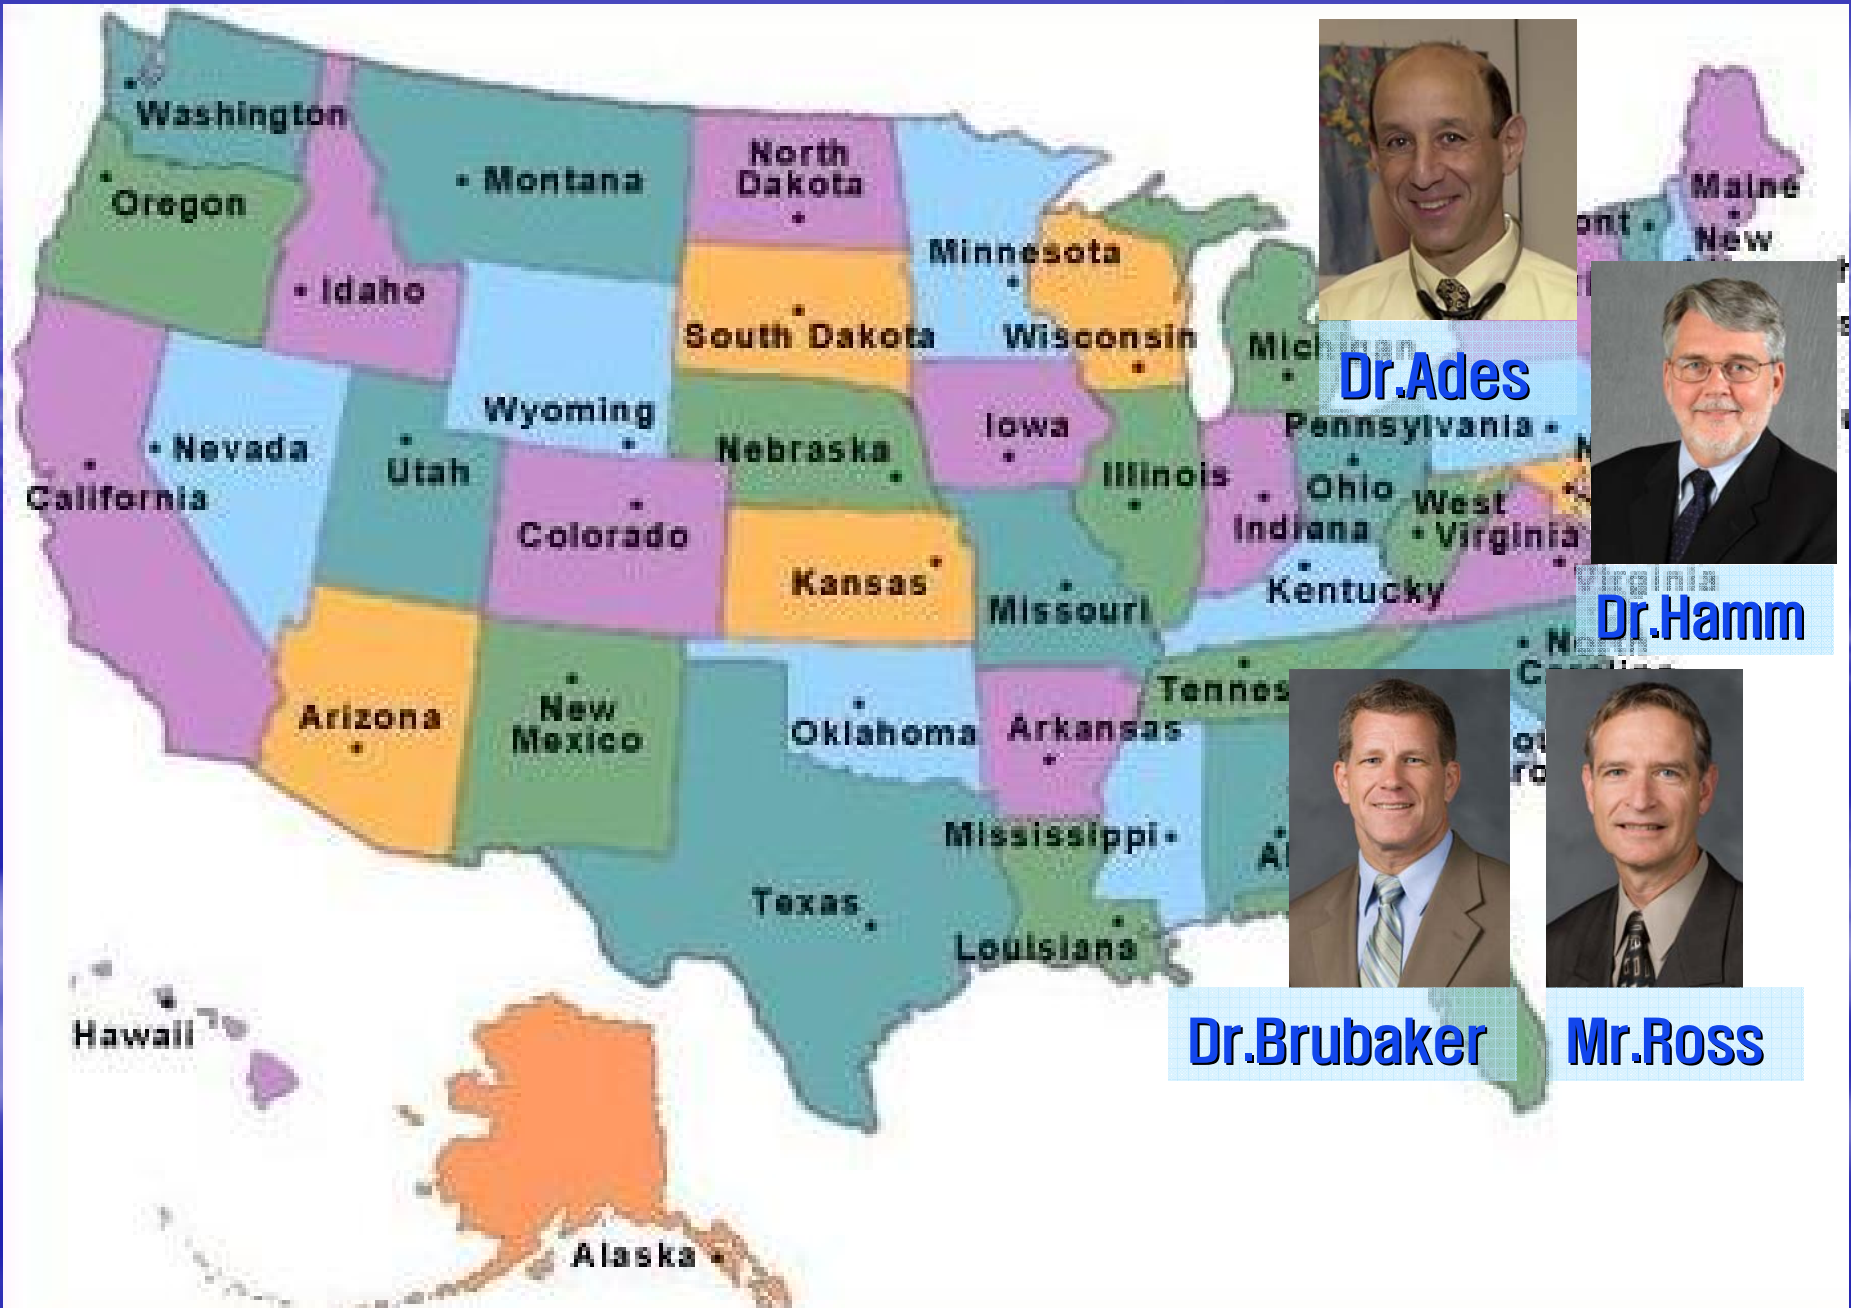 Washington
Montana
North
Dakota
Minnesota
Maine
New
Oregon
Idaho
South Dakota
Wisconsin
Michigan
Dr.Ades
Wyoming
Nebraska
Iowa
Pennsylvania
Nevada
Utah
Illinois
Ohio
West
Virginia
California
Colorado
Indiana
Kansas
Missouri
Kentucky
Virginia
Dr.Hamm
Arizona
New
Mexico
Oklahoma
Arkansas
Mississippi
Texas
Louisiana
Hawaii
Dr.Brubaker
Mr.Ross
Alaska